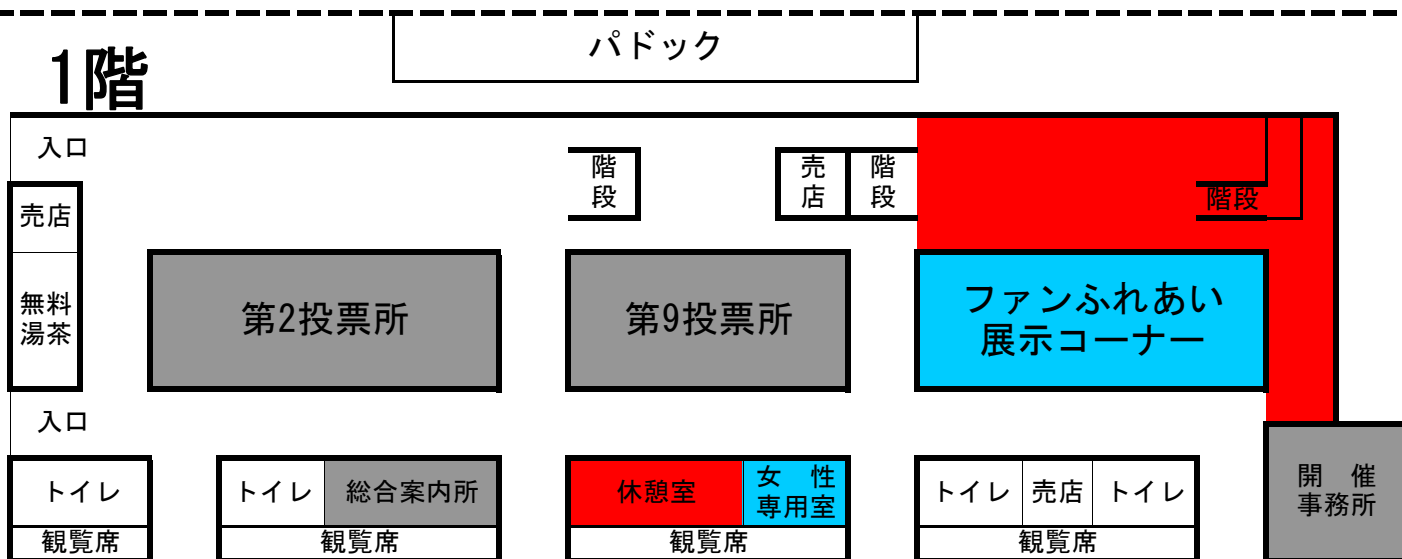 パドック
1階
入口
階
段
売
店
階
段
階段
売店
無料
湯茶
第2投票所
第9投票所
ファンふれあい
展示コーナー
入口
トイレ
トイレ
総合案内所
休憩室
女 性
専用室
トイレ
売店
トイレ
開 催
事務所
観覧席
観覧席
観覧席
観覧席